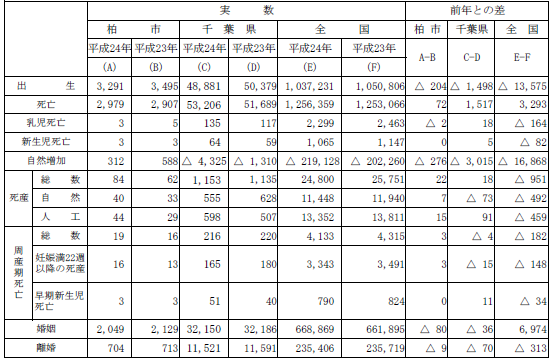 実 数 前年との差
柏 市 千 葉 県 全 国 柏 市 千葉県 全 国
平成24年 平成23年 平成24年 平成23年 平成24年 平成23年
(A) (B) (C) (D) (E) (F) A-B C-D E-F
出 生 3,291 3,495 48,881 50,379 1,037,231 1,050,806 △ 204 △ 1,498 △ 13,575
死亡 2,979 2,907 53,206 51,689 1,256,359 1,253,066 72 1,517 3,293
乳児死亡 3 5 135 117 2,299 2,463 △ 2 18 △ 164
新生児死亡 3 3 64 59 1,065 1,147 0 5 △ 82
自然増加 312 588 △ 4,325 △ 1,310 △ 219,128 △ 202,260 △ 276 △ 3,015 △ 16,868
死産 総 数 84 62 1,153 1,135 24,800 25,751 22 18 △ 951
自 然 40 33 555 628 11,448 11,940 7 △ 73 △ 492
人 工 44 29 598 507 13,352 13,811 15 91 △ 459
周産期死亡 総 数 19 16 216 220 4,133 4,315 3 △ 4 △ 182
妊娠満22週
以降の死産 16 13 165 180 3,343 3,491 3 △ 15 △ 148
早期新生児
死亡 3 3 51 40 790 824 0 11 △ 34
婚姻 2,049 2,129 32,150 32,186 668,869 661,895 △ 80 △ 36 6,974
離婚 704 713 11,521 11,591 235,406 235,719 △ 9 △ 70 △ 313